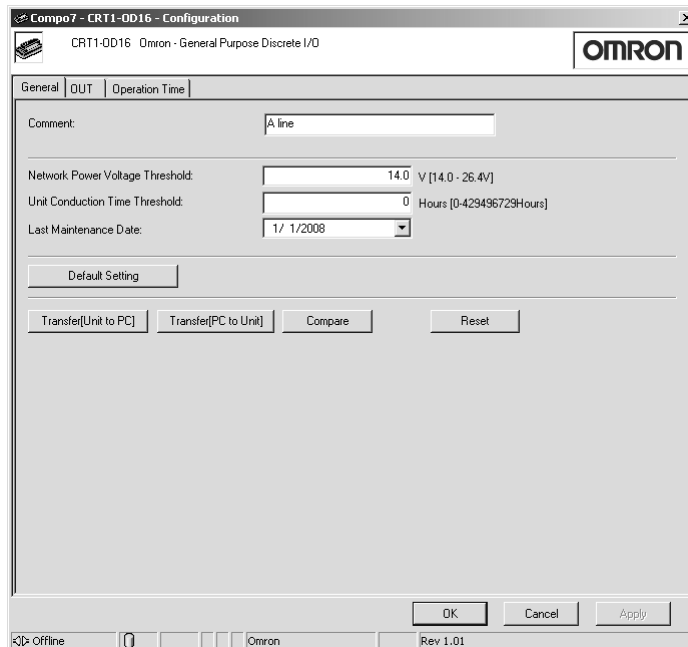 Compo7 - CRT1-OD16 - Configuration
CRT1-OD16 Omron - General Purpose Discrete I/O
OMRON
General OUT Operation Time
Comment: A line
Network Power Voltage Threshold: 14.0 V [14.0 - 26.4V]
Unit Conduction Time Threshold: 0 Hours [0-429496729Hours]
Last Maintenance Date: 1/ 1/2008
Default Setting
Transfer[Unit to PC] Transfer[PC to Unit] Compare Reset
OK Cancel Apply
Offline Omron Rev 1.01